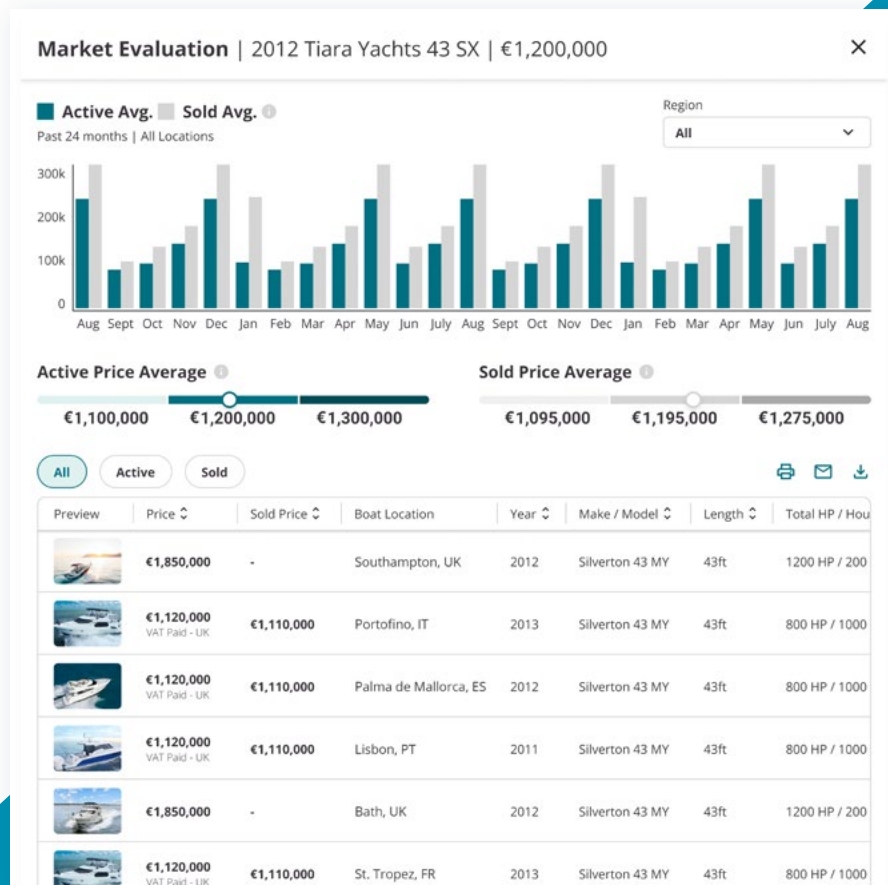 Market Evaluation | 2012 Tiara Yachts 43 SX | €1,200,000
Active Avg. Sold Avg.
Past 24 months | All Locations
Region
All
300k
200k
100k
0
Aug Sept Oct Nov Dec Jan Feb Mar Apr May Jun July Aug Sept Oct Nov Dec Jan Feb Mar Apr May Jun July Aug
Active Price Average
€1,100,000 €1,200,000 €1,300,000
Sold Price Average
€1,095,000 €1,195,000 €1,275,000
All Active Sold
Preview Price Sold Price Boat Location Year Make / Model Length Total HP / Hou
€1,850,000 - Southampton, UK 2012 Silverton 43 MY 43ft 1200 HP / 200
€1,120,000 €1,110,000 Portofino, IT 2013 Silverton 43 MY 43ft 800 HP / 1000
VAT Paid - UK
€1,120,000 €1,110,000 Palma de Mallorca, ES 2012 Silverton 43 MY 43ft 800 HP / 1000
VAT Paid - UK
€1,120,000 €1,110,000 Lisbon, PT 2011 Silverton 43 MY 43ft 800 HP / 1000
VAT Paid - UK
€1,850,000 - Bath, UK 2012 Silverton 43 MY 43ft 1200 HP / 200
€1,120,000 €1,110,000 St. Tropez, FR 2013 Silverton 43 MY 43ft 800 HP / 1000
VAT Paid - UK